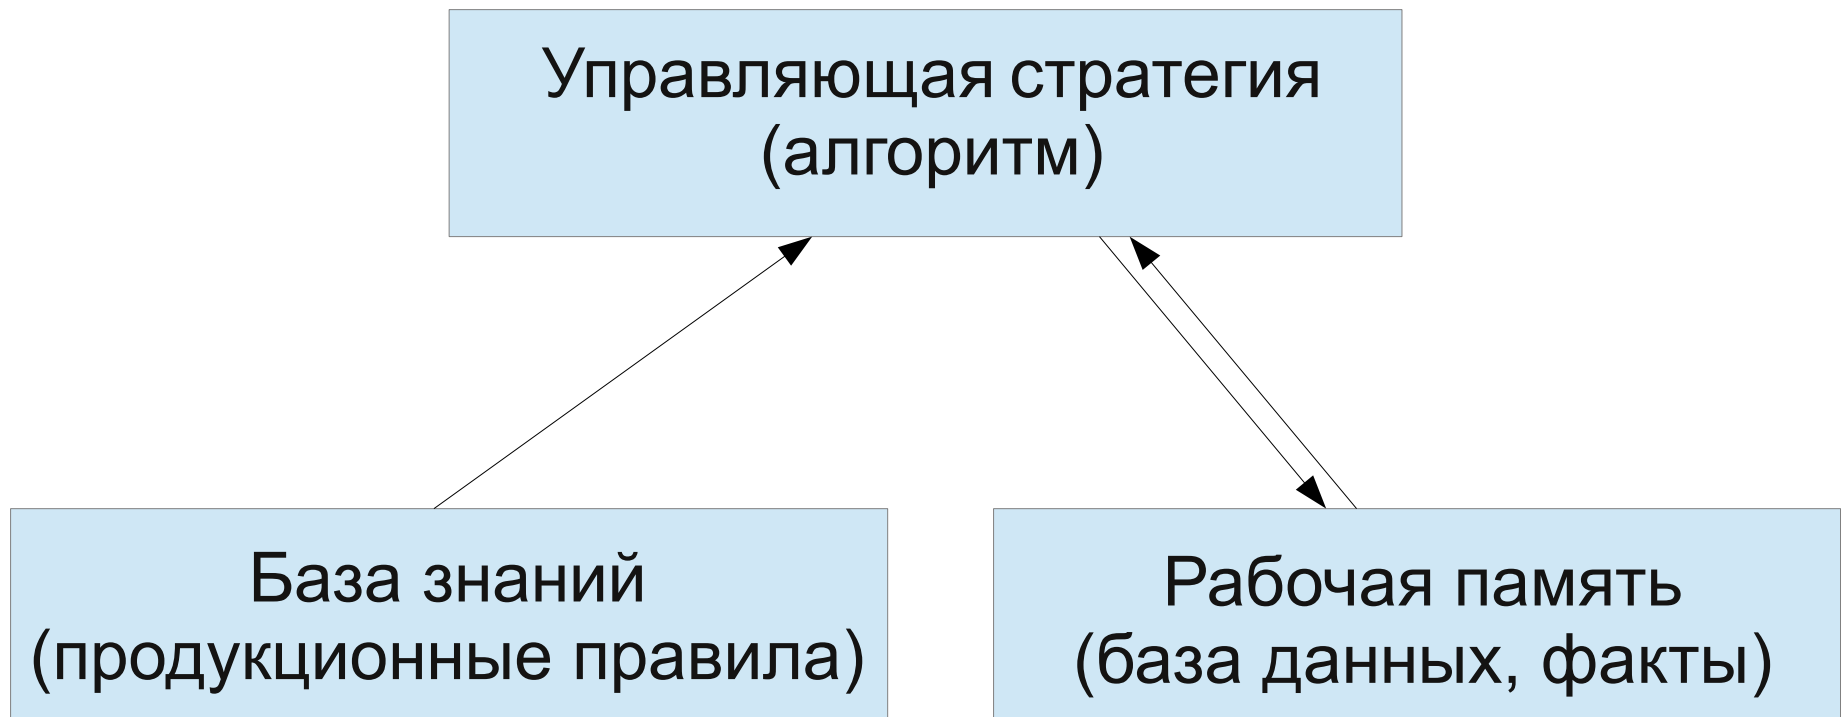 Управляющая стратегия
(алгоритм)
База знаний
(продукционные правила)
Рабочая память
(база данных, факты)